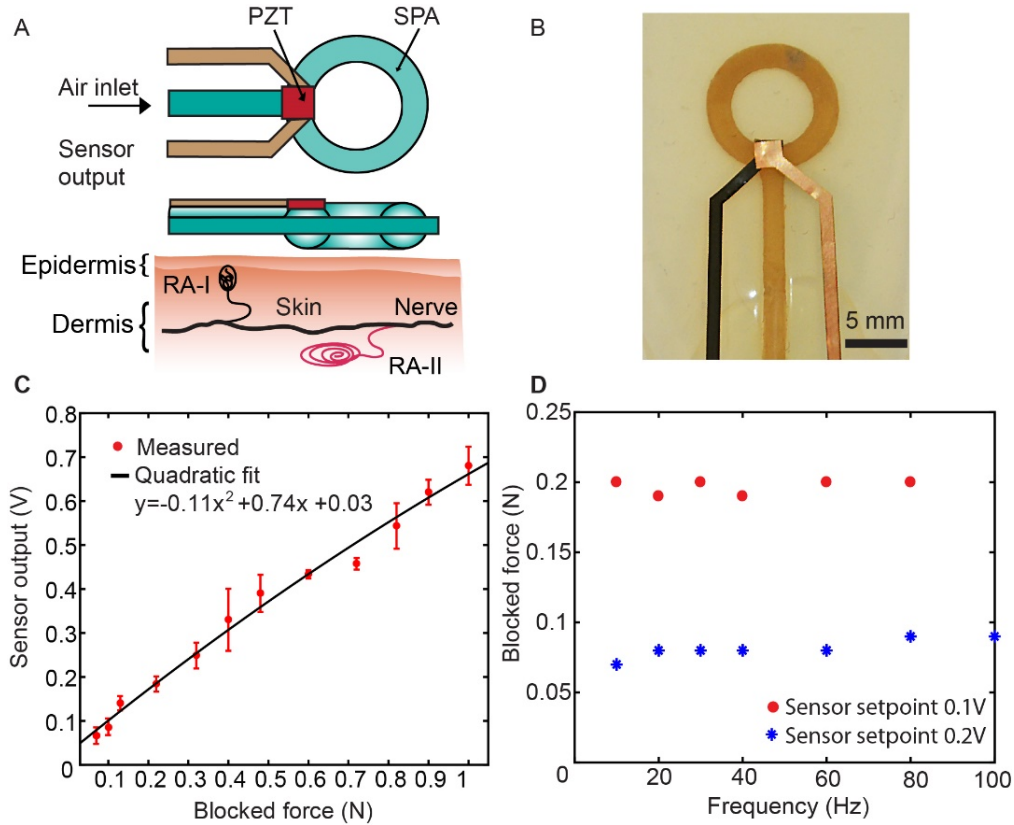 A
PZT
SPA
Air inlet
Sensor
output
Epidermis
RA-I
Skin
Nerve
Dermis
RA-II
B
5 mm
C
Sensor output (V)
0.8
0.7
0.6
0.5
0.4
0.3
0.2
0.1
0
Measured
Quadratic fit
y=-0.11x² +0.74x +0.03
0.1 0.2 0.3 0.4 0.5 0.6 0.7 0.8 0.9 1
Blocked force (N)
D
Blocked force (N)
0.25
0.2
0.15
0.1
0.05
0
Sensor setpoint 0.1V
Sensor setpoint 0.2V
20 40 60 80 100
Frequency (Hz)